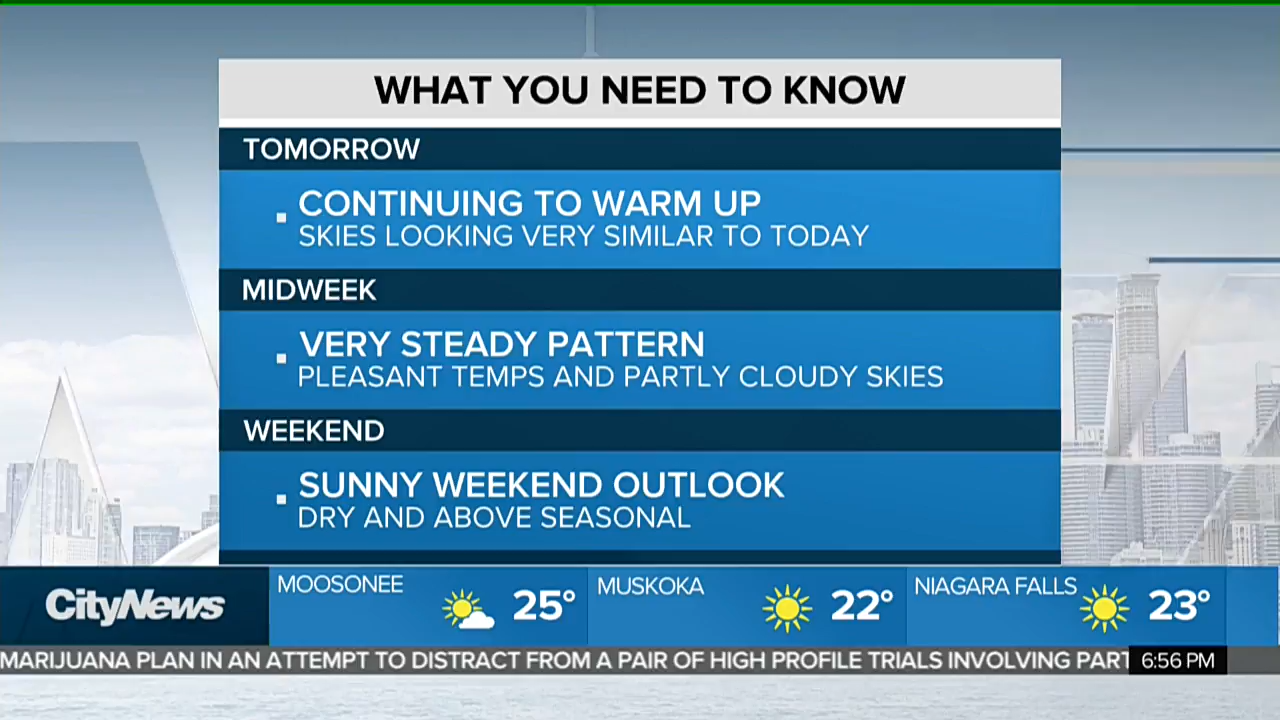 WHAT YOU NEED TO KNOW
TOMORROW
▪ CONTINUING TO WARM UP
SKIES LOOKING VERY SIMILAR TO TODAY
MIDWEEK
▪ VERY STEADY PATTERN
PLEASANT TEMPS AND PARTLY CLOUDY SKIES
WEEKEND
▪ SUNNY WEEKEND OUTLOOK
DRY AND ABOVE SEASONAL
CityNews
MOOSONEE 25°
MUSKOKA 22°
NIAGARA FALLS 23°
MARIJUANA PLAN IN AN ATTEMPT TO DISTRACT FROM A PAIR OF HIGH PROFILE TRIALS INVOLVING PART
6:56 PM